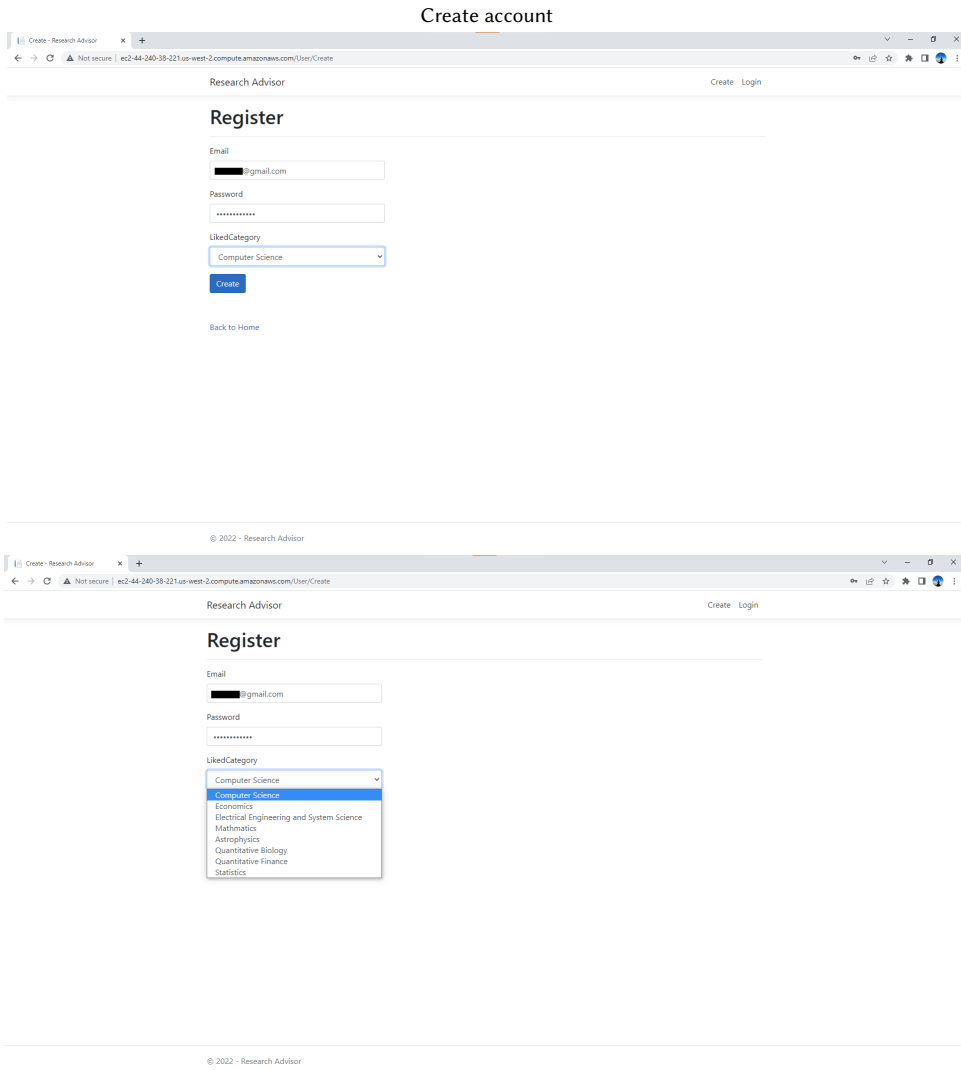 Create account
Create - Research Advisor
Not secure | ec2-44-240-38-221.us-west-2.compute.amazonaws.com/User/Create
Research Advisor Create Login
Register
Email
@gmail.com
Password
••••••••••••
LikedCategory
Computer Science
Create
Back to Home
© 2022 - Research Advisor
Create - Research Advisor
Not secure | ec2-44-240-38-221.us-west-2.compute.amazonaws.com/User/Create
Research Advisor Create Login
Register
Email
@gmail.com
Password
••••••••••••
LikedCategory
Computer Science
Computer Science
Economics
Electrical Engineering and System Science
Mathmatics
Astrophysics
Quantitative Biology
Quantitative Finance
Statistics
© 2022 - Research Advisor